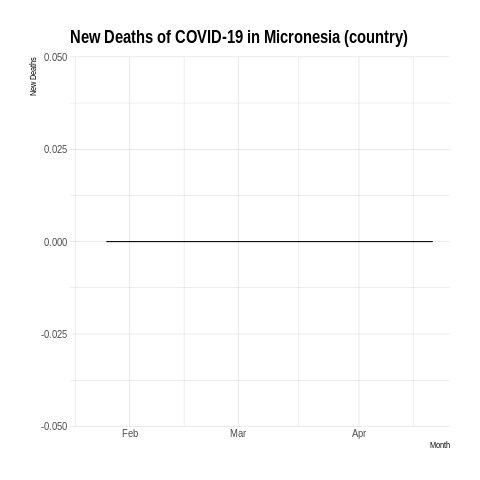 New Deaths of COVID-19 in Micronesia (country)
New Deaths
0.050
0.025
0.000
-0.025
-0.050
Feb Mar Apr
Month